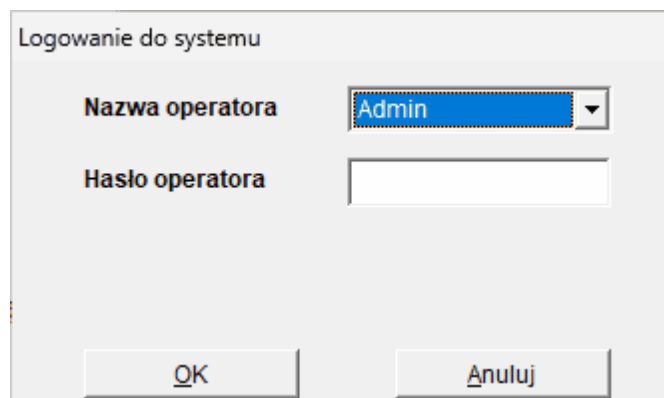 Logowanie do systemu
Nazwa operatora Admin
Hasło operatora
OK Anuluj